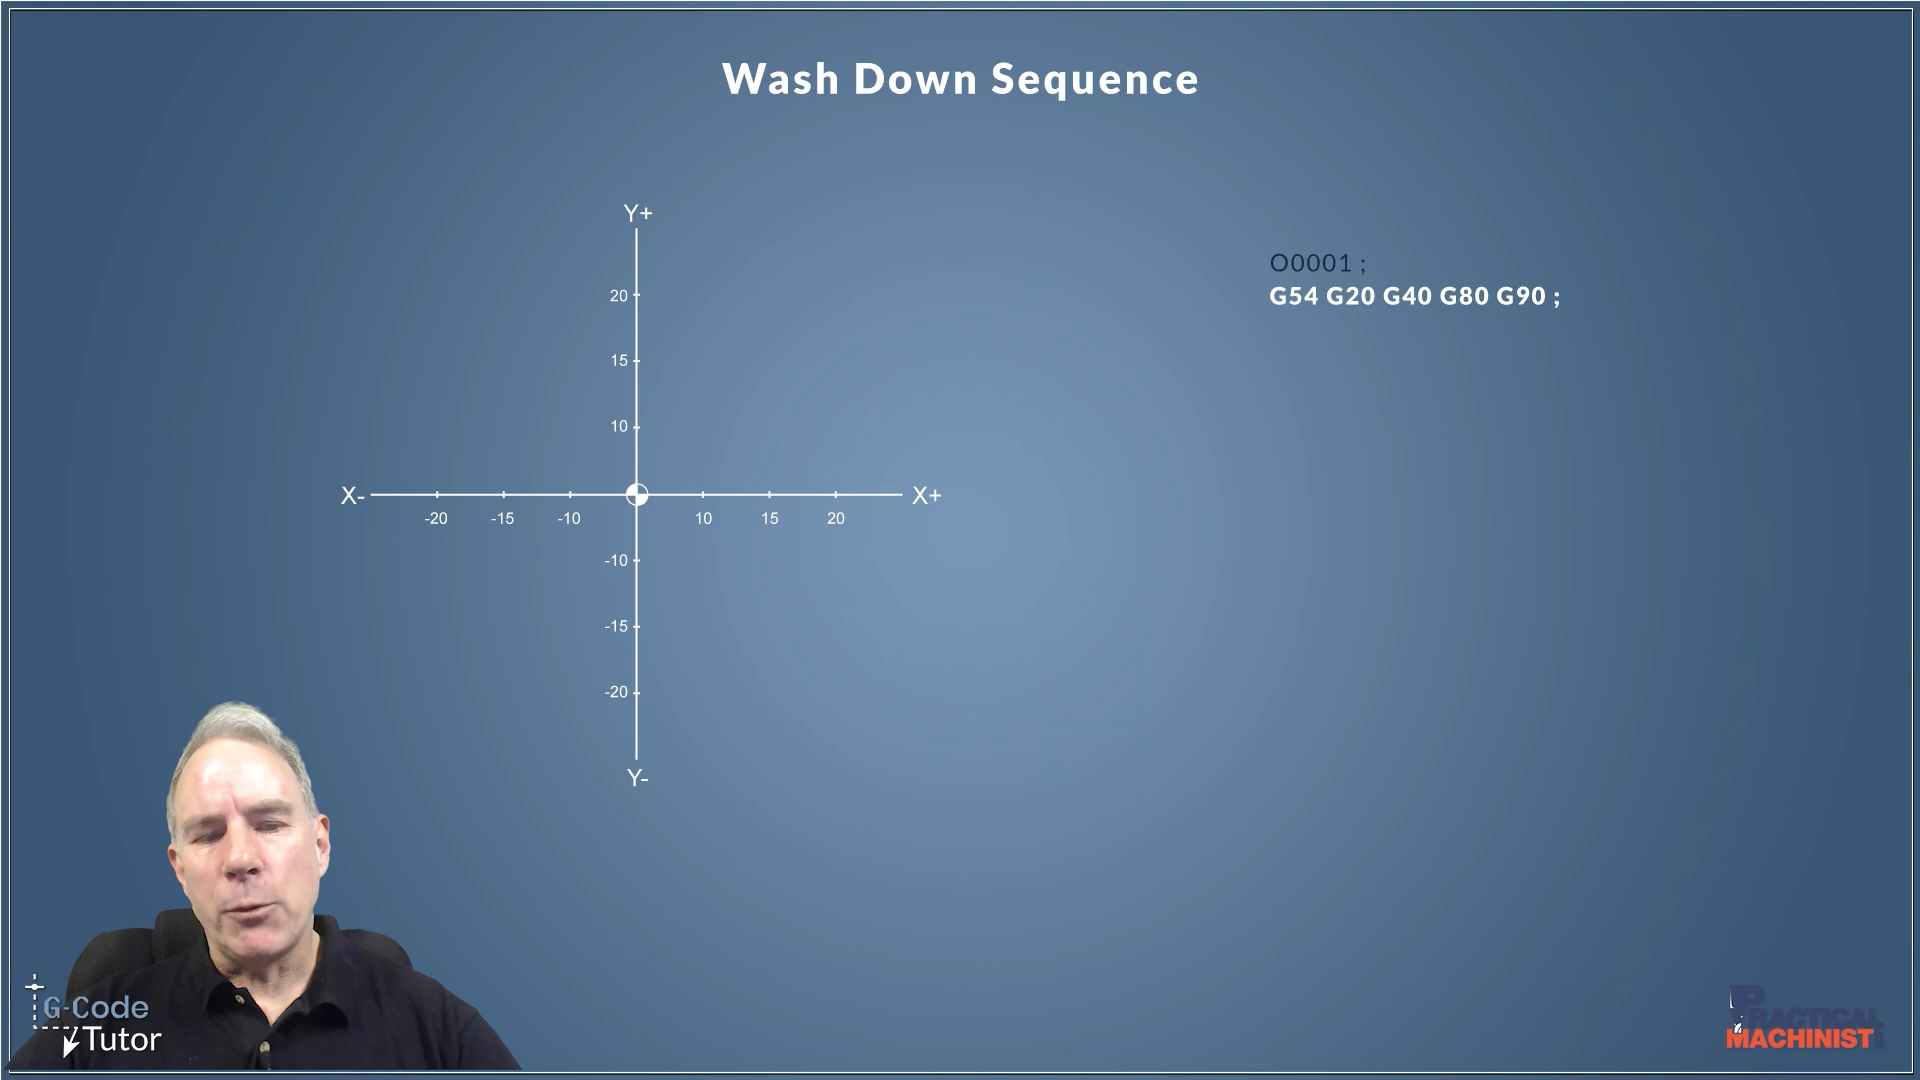 Wash Down Sequence
Y+
O0001 ;
G54 G20 G40 G80 G90 ;
20
15
10
X-
X+
-20 -15 -10 10 15 20
-10
-15
-20
Y-
G-Code
Tutor
PRACTICAL
MACHINIST